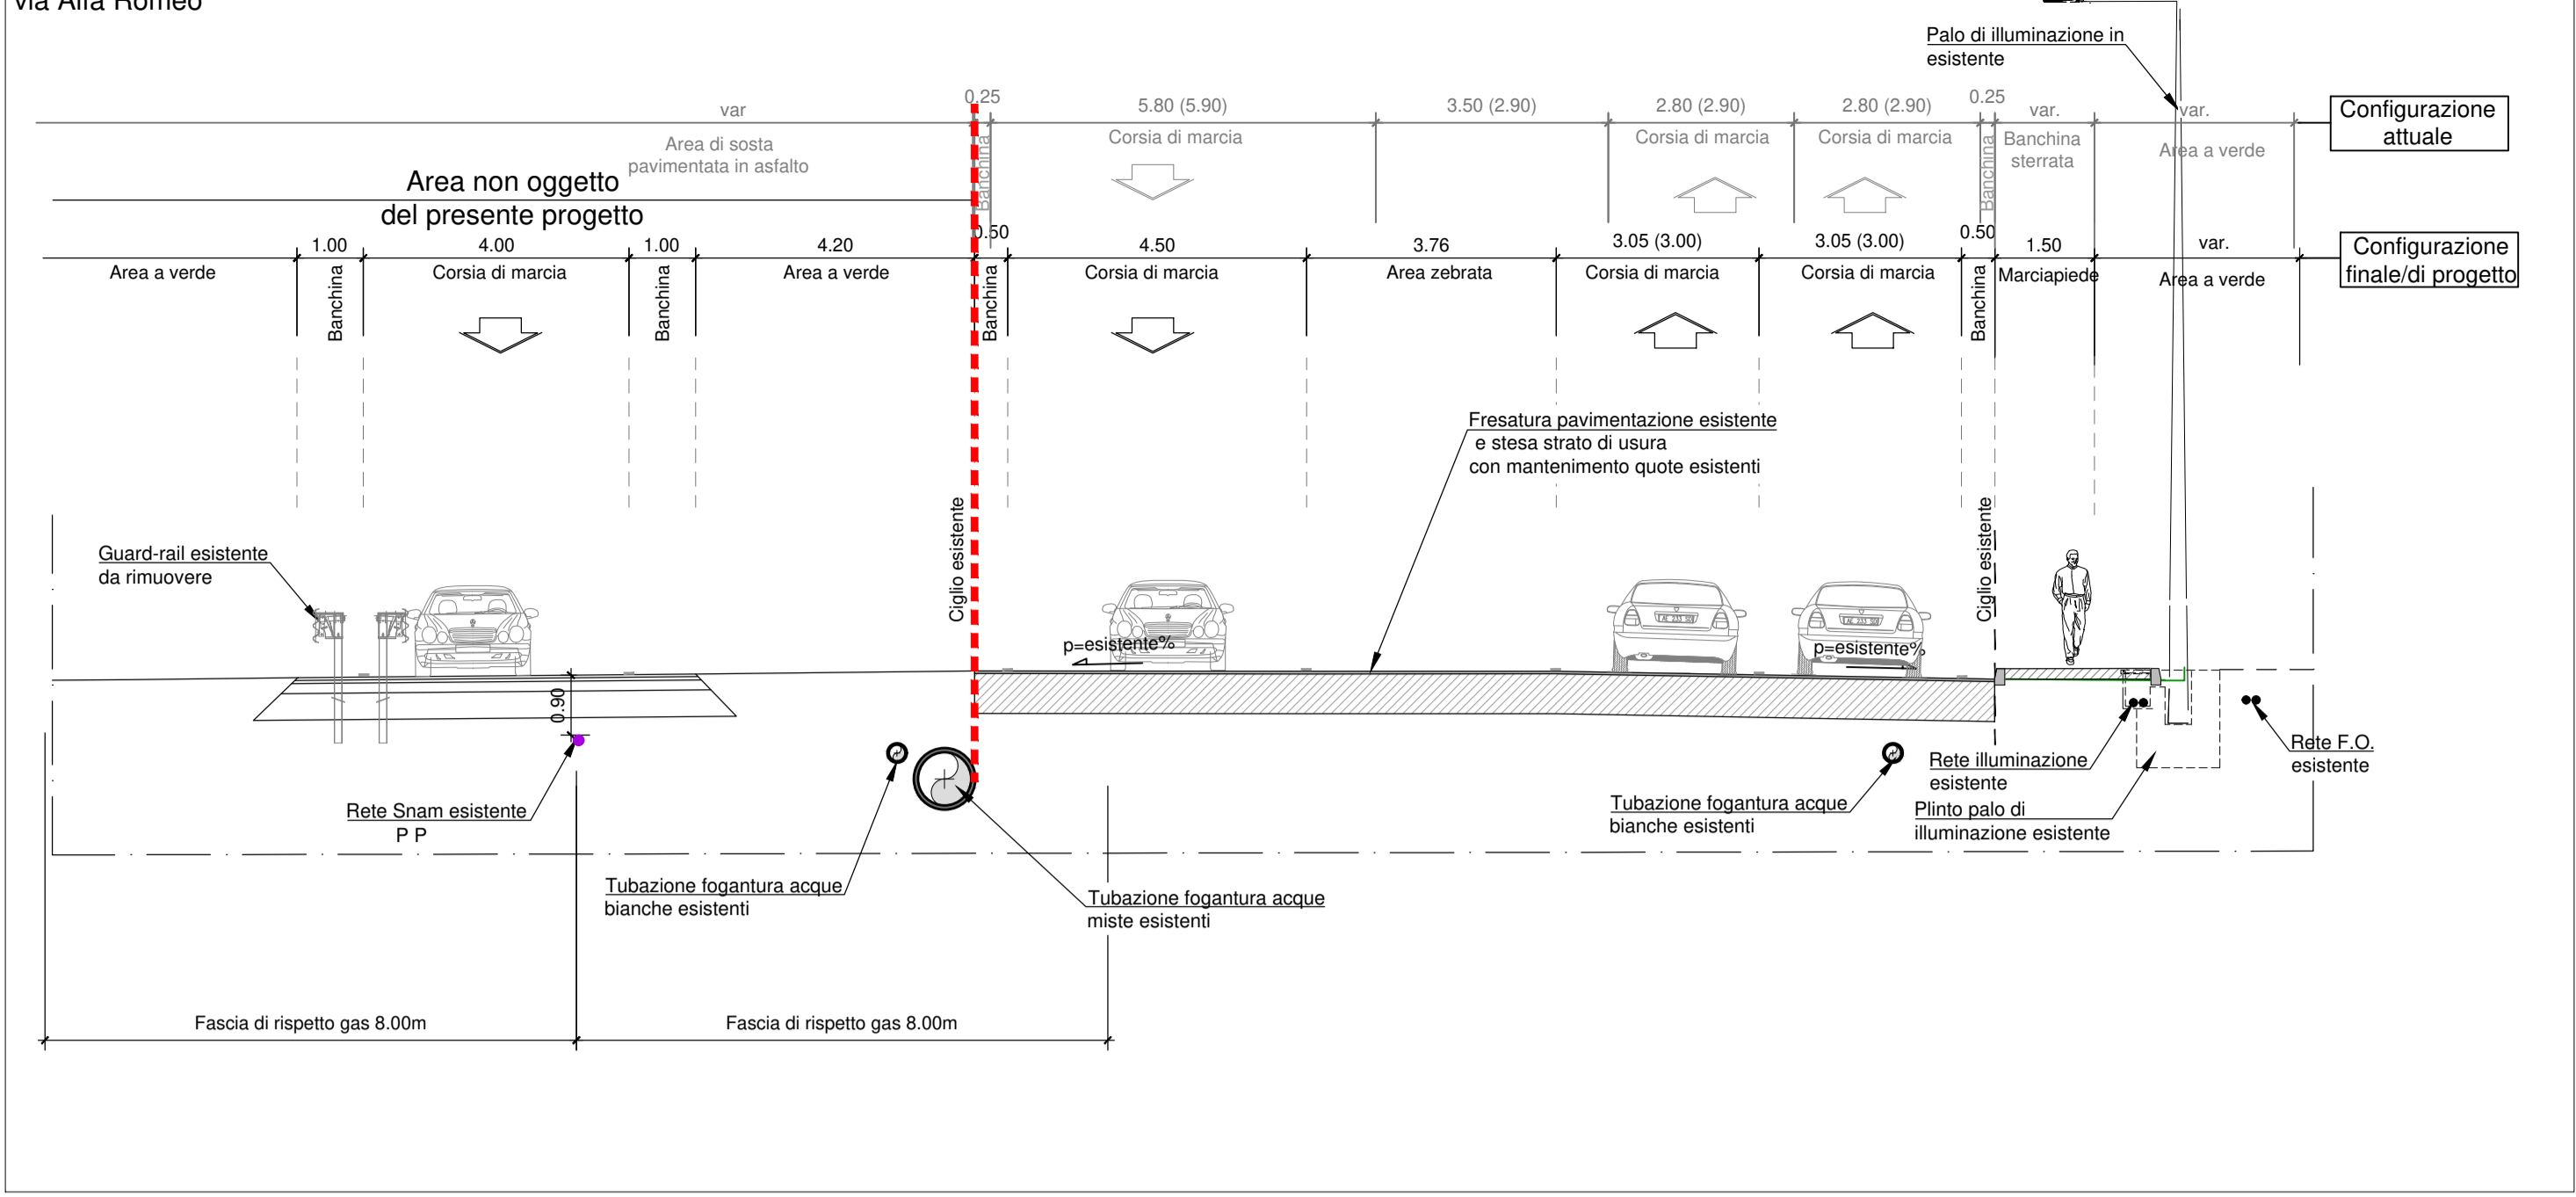 via Alfa Romeo
Palo di illuminazione in
esistente
var
0.25
5.80 (5.90)
3.50 (2.90)
2.80 (2.90)
2.80 (2.90)
0.25
var.
var.
Configurazione
attuale
Area di sosta
pavimentata in asfalto
Banchina
Corsia di marcia
Corsia di marcia
Corsia di marcia
Banchina
Banchina
sterrata
Area a verde
Area non oggetto
del presente progetto
1.00
4.00
1.00
4.20
0.50
4.50
3.76
3.05 (3.00)
3.05 (3.00)
0.50
1.50
var.
Configurazione
finale/di progetto
Area a verde
Banchina
Corsia di marcia
Banchina
Area a verde
Banchina
Corsia di marcia
Area zebrata
Corsia di marcia
Corsia di marcia
Banchina
Marciapiede
Area a verde
Fresatura pavimentazione esistente
e stesa strato di usura
con mantenimento quote esistenti
Ciglio esistente
Ciglio esistente
Guard-rail esistente
da rimuovere
p=esistente%
p=esistente%
0.90
Rete Snam esistente
P P
Tubazione fogantura acque
bianche esistenti
Tubazione fogantura acque
miste esistenti
Tubazione fogantura acque
bianche esistenti
Rete illuminazione
esistente
Plinto palo di
illuminazione esistente
Rete F.O.
esistente
Fascia di rispetto gas 8.00m
Fascia di rispetto gas 8.00m